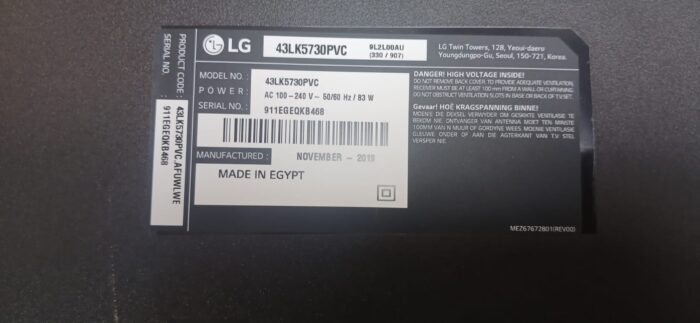 LG
43LK5730PVC
9L2L00AU
(330 / 907)
LG Twin Towers, 128, Yeoui-daero
Youngdungpo-Gu, Seoul, 150-721, Korea.
MODEL NO. : 43LK5730PVC
POWER : AC 100 – 240 V ~ 50/60 Hz / 83 W
SERIAL NO. : 911EGEQKB468
MANUFACTURED : NOVEMBER – 2019
MADE IN EGYPT
DANGER! HIGH VOLTAGE INSIDE!
DO NOT REMOVE BACK COVER TO PROVIDE ADEQUATE VENTILATION,
RECEIVER MUST BE AT LEAST 100 mm FROM A WALL OR CURTAINING.
DO NOT OBSTRUCT VENTILATION SLOTS IN BASE OR BACK OF T.V SET.
Gevaar! HOË KRAGSPANNING BINNE!
MOENIE DIE DEKSEL VERWYDER OM GESKIKTE VENTILASIE TE
BEKOM NIE. ONTVANGER VAN ANTENNA MOET TEN MINSTE
100MM VAN N MUUR OF GORDYNE WEES. MOENIE VENTILASIE
GLEUWE ONDER OF AAN DIE AGTERKANT VAN T.V STEL
VERSPER NIE.
MEZ67672801(REV00)
PRODUCT CODE : 43LK5730PVC.AFUWLWE
SERIAL NO. : 911EGEQKB468